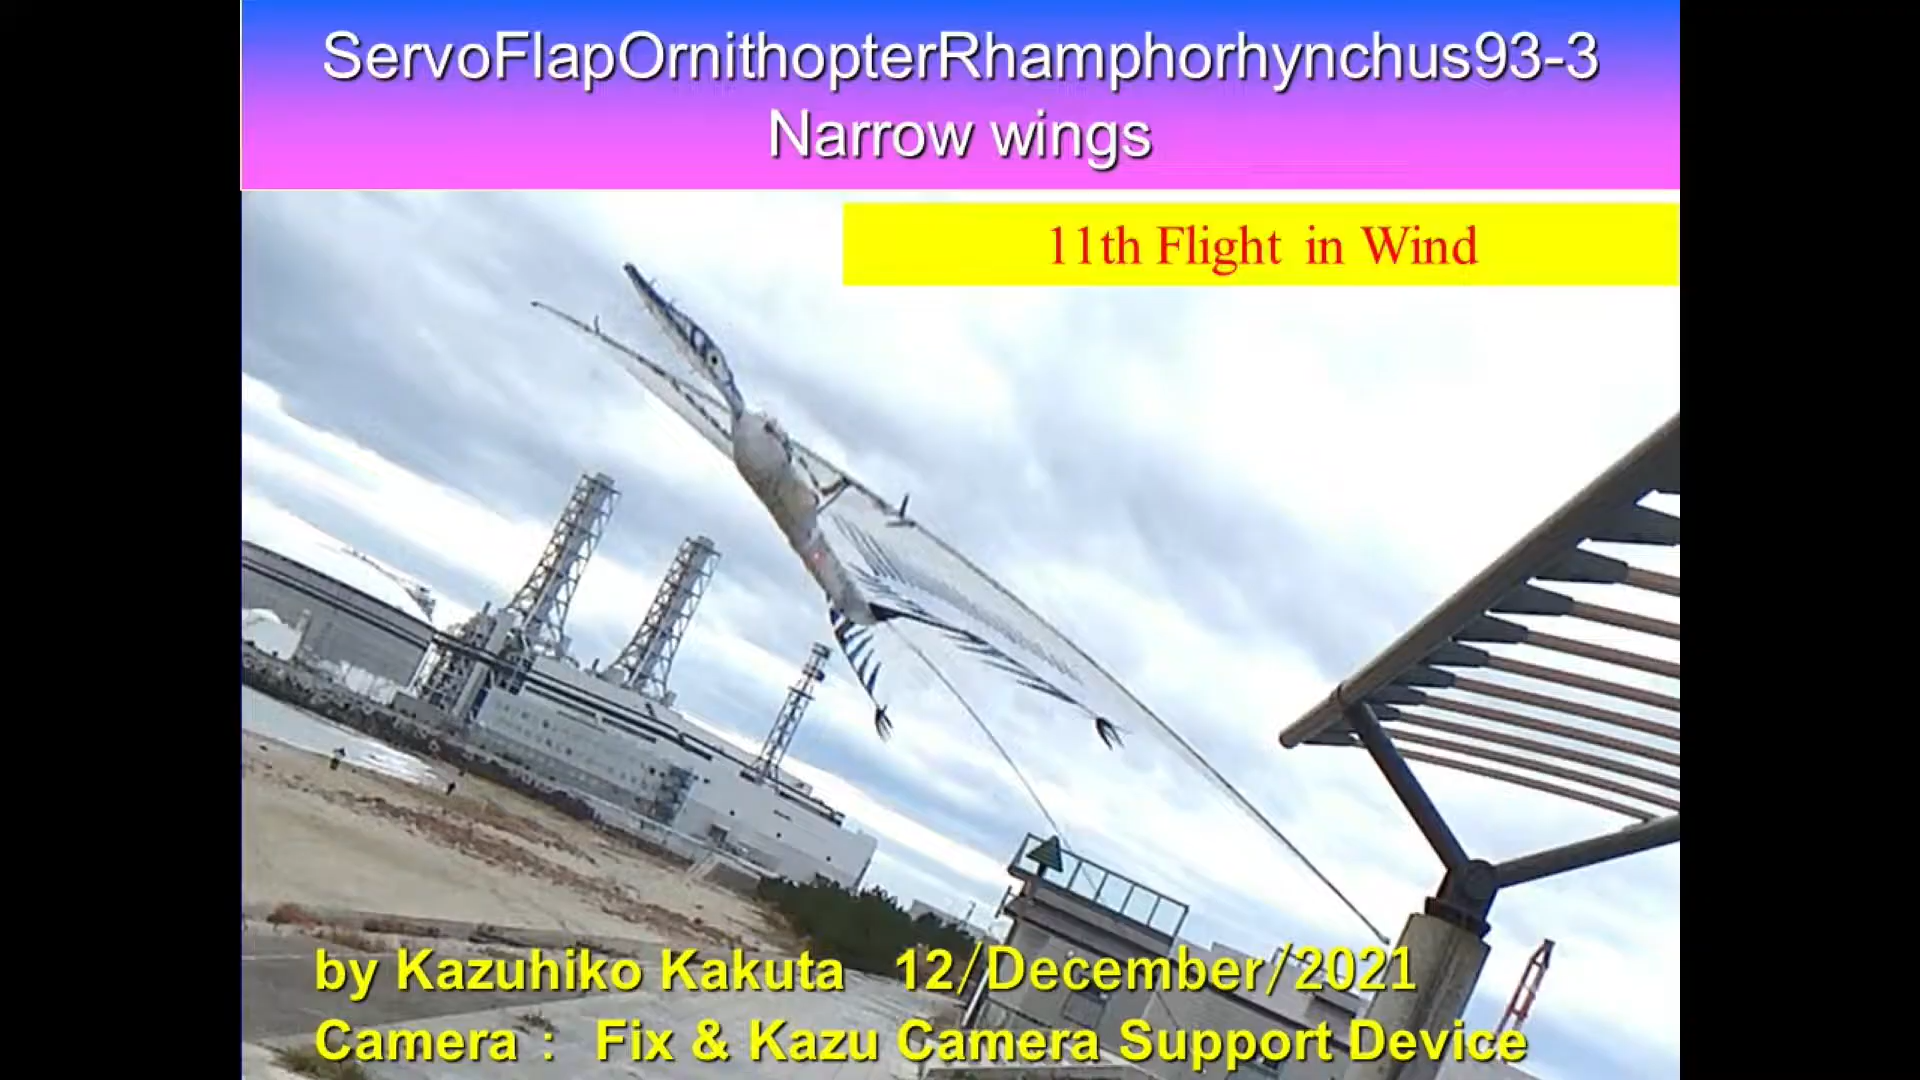 ServoFlapOrnithopterRhamphorhynchus93-3
Narrow wings
11th Flight in Wind
by Kazuhiko Kakuta 12/December/2021
Camera : Fix & Kazu Camera Support Device